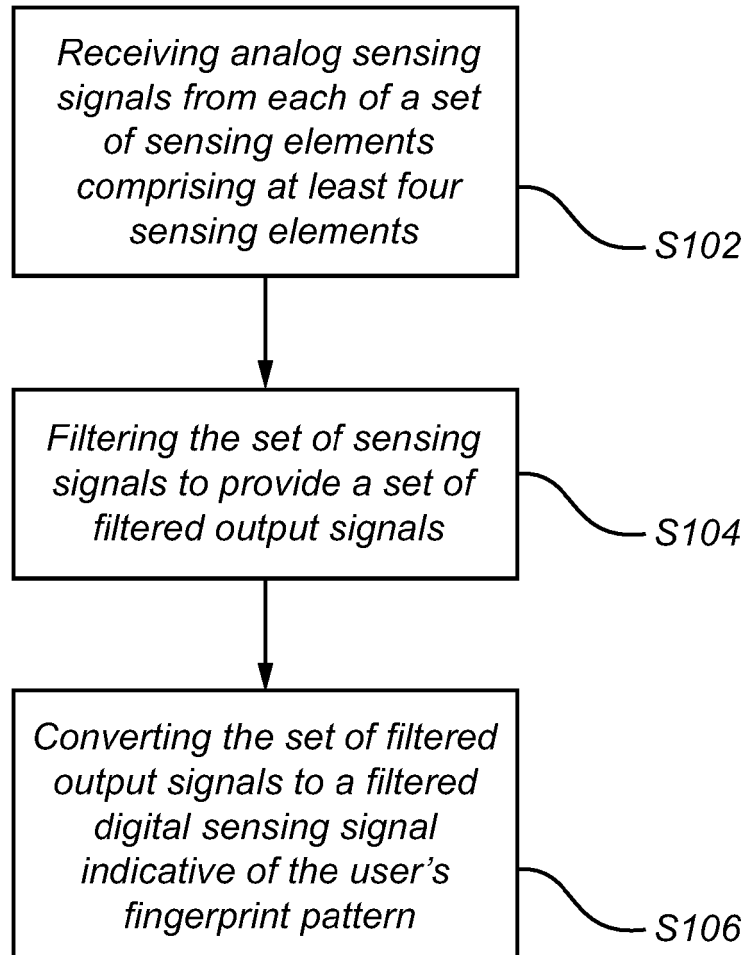 Receiving analog sensing
signals from each of a set
of sensing elements
comprising at least four
sensing elements
S102
Filtering the set of sensing
signals to provide a set of
filtered output signals
S104
Converting the set of filtered
output signals to a filtered
digital sensing signal
indicative of the user's
fingerprint pattern
S106